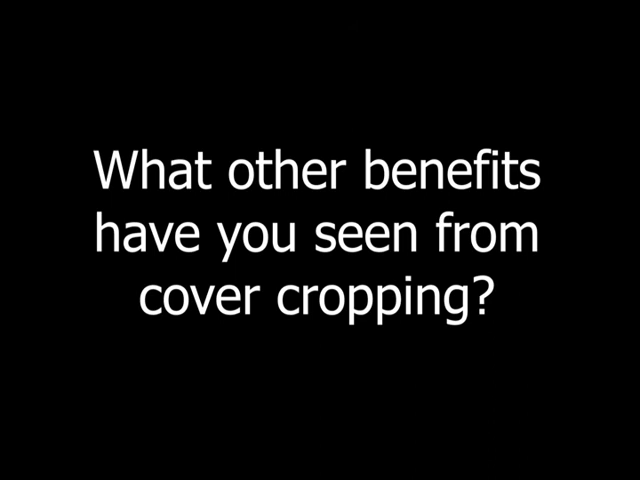 What other benefits
have you seen from
cover cropping?